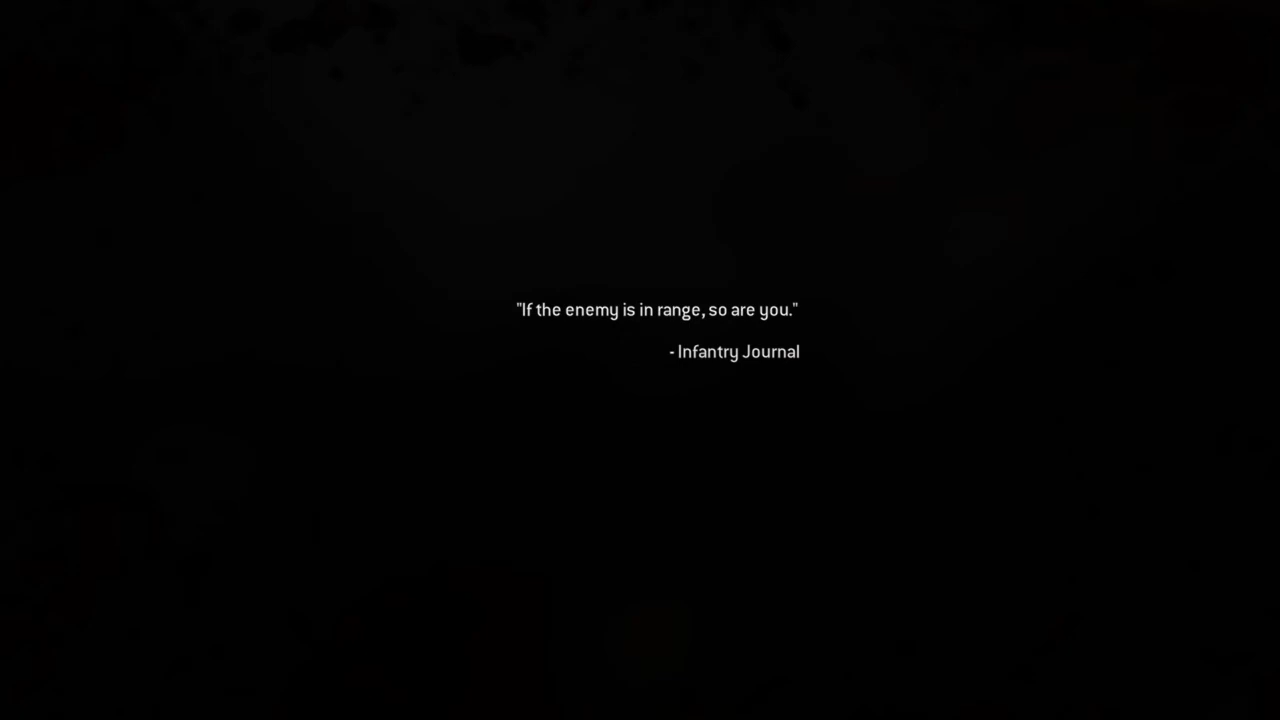 "If the enemy is in range, so are you."
- Infantry Journal